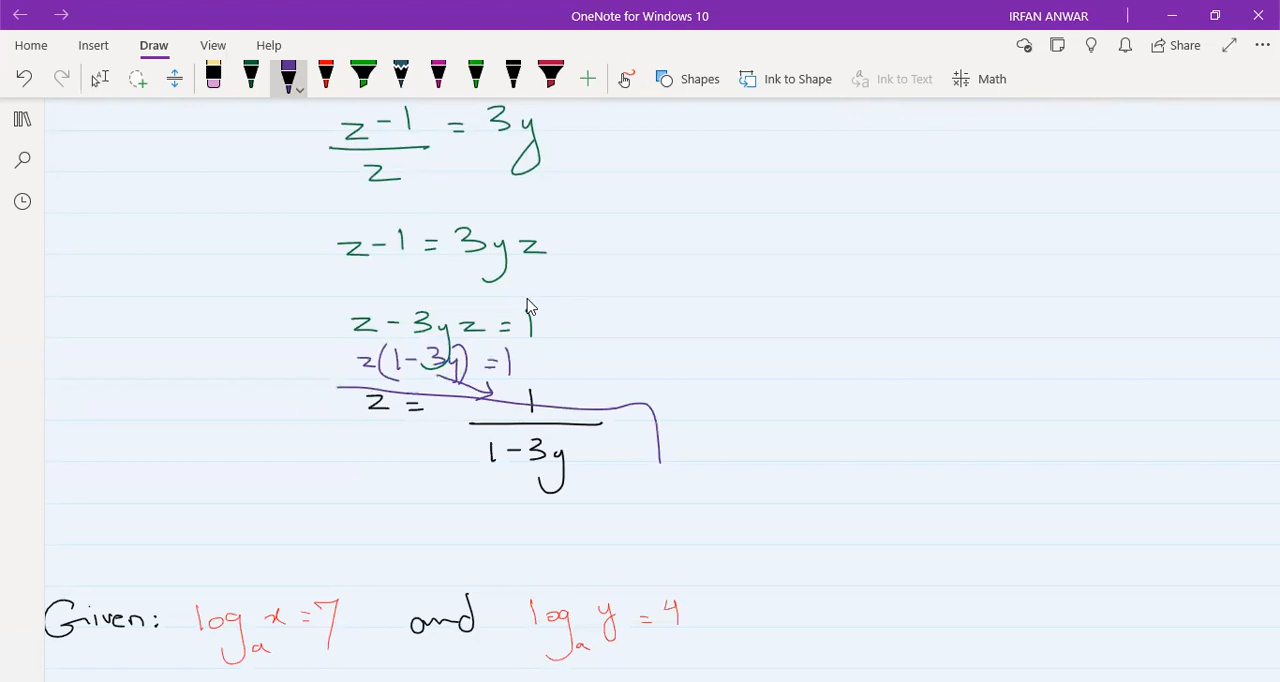 OneNote for Windows 10
IRFAN ANWAR
Home Insert Draw View Help
Share
Shapes Ink to Shape Ink to Text Math
z - 1 / z = 3y
z - 1 = 3yz
z - 3yz = 1
z(1 - 3y) = 1
z = 1 / 1 - 3y
Given: log_a x = 7 and log_a y = 4